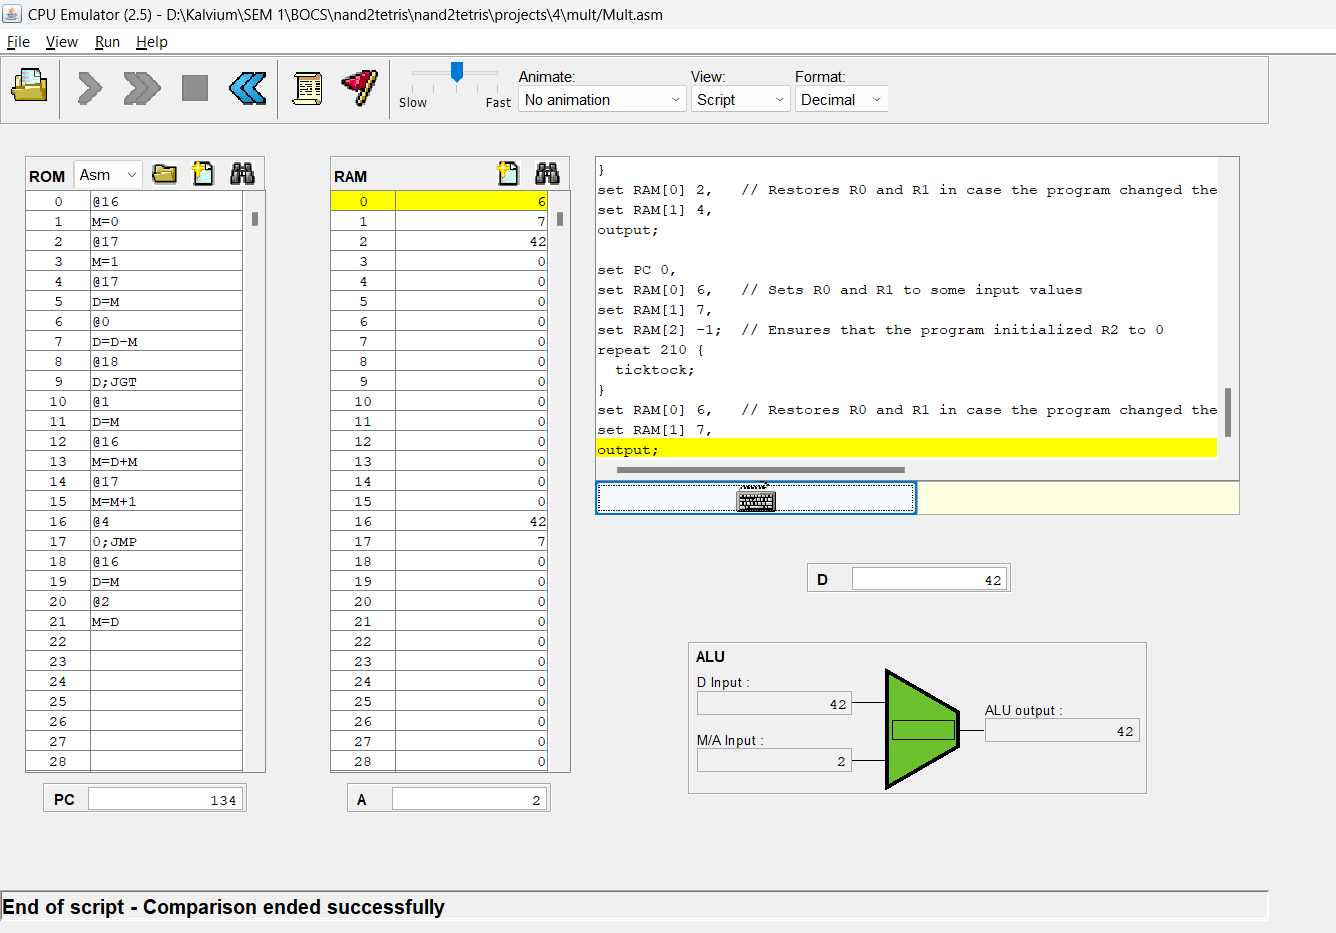 CPU Emulator (2.5) - D:\Kalvium\SEM 1\BOCS\nand2tetris\nand2tetris\projects\4\mult/Mult.asm
File View Run Help
Slow Fast
Animate:
No animation
View:
Script
Format:
Decimal
ROM Asm
0 @16
1 M=0
2 @17
3 M=1
4 @17
5 D=M
6 @0
7 D=D-M
8 @18
9 D;JGT
10 @1
11 D=M
12 @16
13 M=D+M
14 @17
15 M=M+1
16 @4
17 0;JMP
18 @16
19 D=M
20 @2
21 M=D
22
23
24
25
26
27
28
PC 134
RAM
0 6
1 7
2 42
3 0
4 0
5 0
6 0
7 0
8 0
9 0
10 0
11 0
12 0
13 0
14 0
15 0
16 42
17 7
18 0
19 0
20 0
21 0
22 0
23 0
24 0
25 0
26 0
27 0
28 0
A 2
}
set RAM[0] 2,   // Restores R0 and R1 in case the program changed the
set RAM[1] 4,
output;
set PC 0,
set RAM[0] 6,   // Sets R0 and R1 to some input values
set RAM[1] 7,
set RAM[2] -1;  // Ensures that the program initialized R2 to 0
repeat 210 {
  ticktock;
}
set RAM[0] 6,   // Restores R0 and R1 in case the program changed the
set RAM[1] 7,
output;
D 42
ALU
D Input :
42
M/A Input :
2
ALU output :
42
End of script - Comparison ended successfully